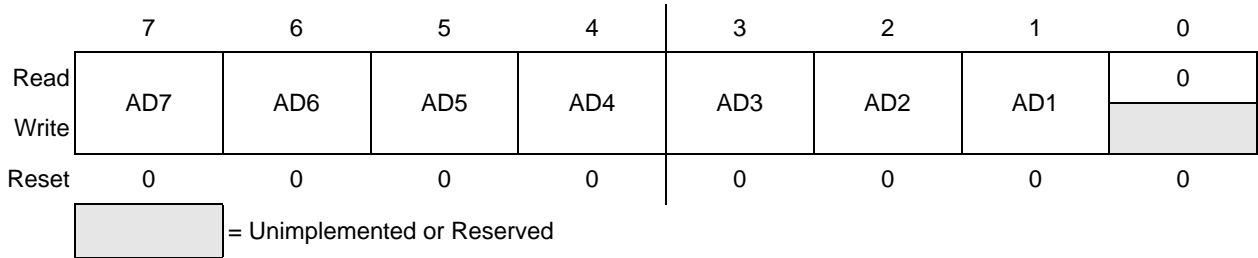 7 6 5 4 3 2 1 0
Read 0
AD7 AD6 AD5 AD4 AD3 AD2 AD1
Write
Reset 0 0 0 0 0 0 0 0
= Unimplemented or Reserved